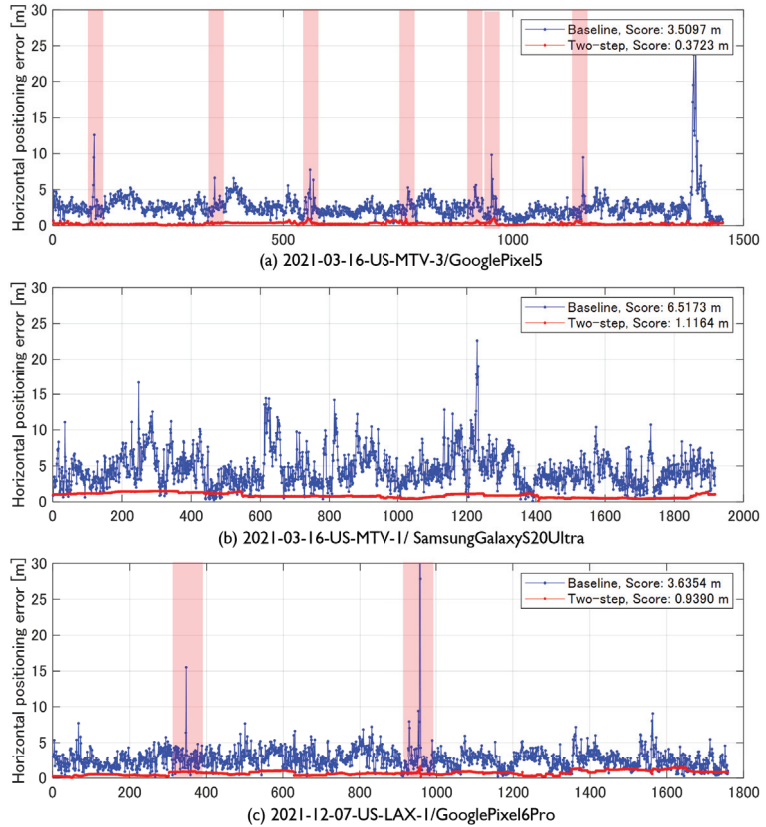 30
25
20
15
10
5
0
Horizontal positioning error [m]
Baseline, Score: 3.5097 m
Two-step, Score: 0.3723 m
0 500 1000 1500
(a) 2021-03-16-US-MTV-3/GooglePixel5
30
25
20
15
10
5
0
Horizontal positioning error [m]
Baseline, Score: 6.5173 m
Two-step, Score: 1.1164 m
0 200 400 600 800 1000 1200 1400 1600 1800 2000
(b) 2021-03-16-US-MTV-1/ SamsungGalaxyS20Ultra
30
25
20
15
10
5
0
Horizontal positioning error [m]
Baseline, Score: 3.6354 m
Two-step, Score: 0.9390 m
0 200 400 600 800 1000 1200 1400 1600 1800
(c) 2021-12-07-US-LAX-1/GooglePixel6Pro